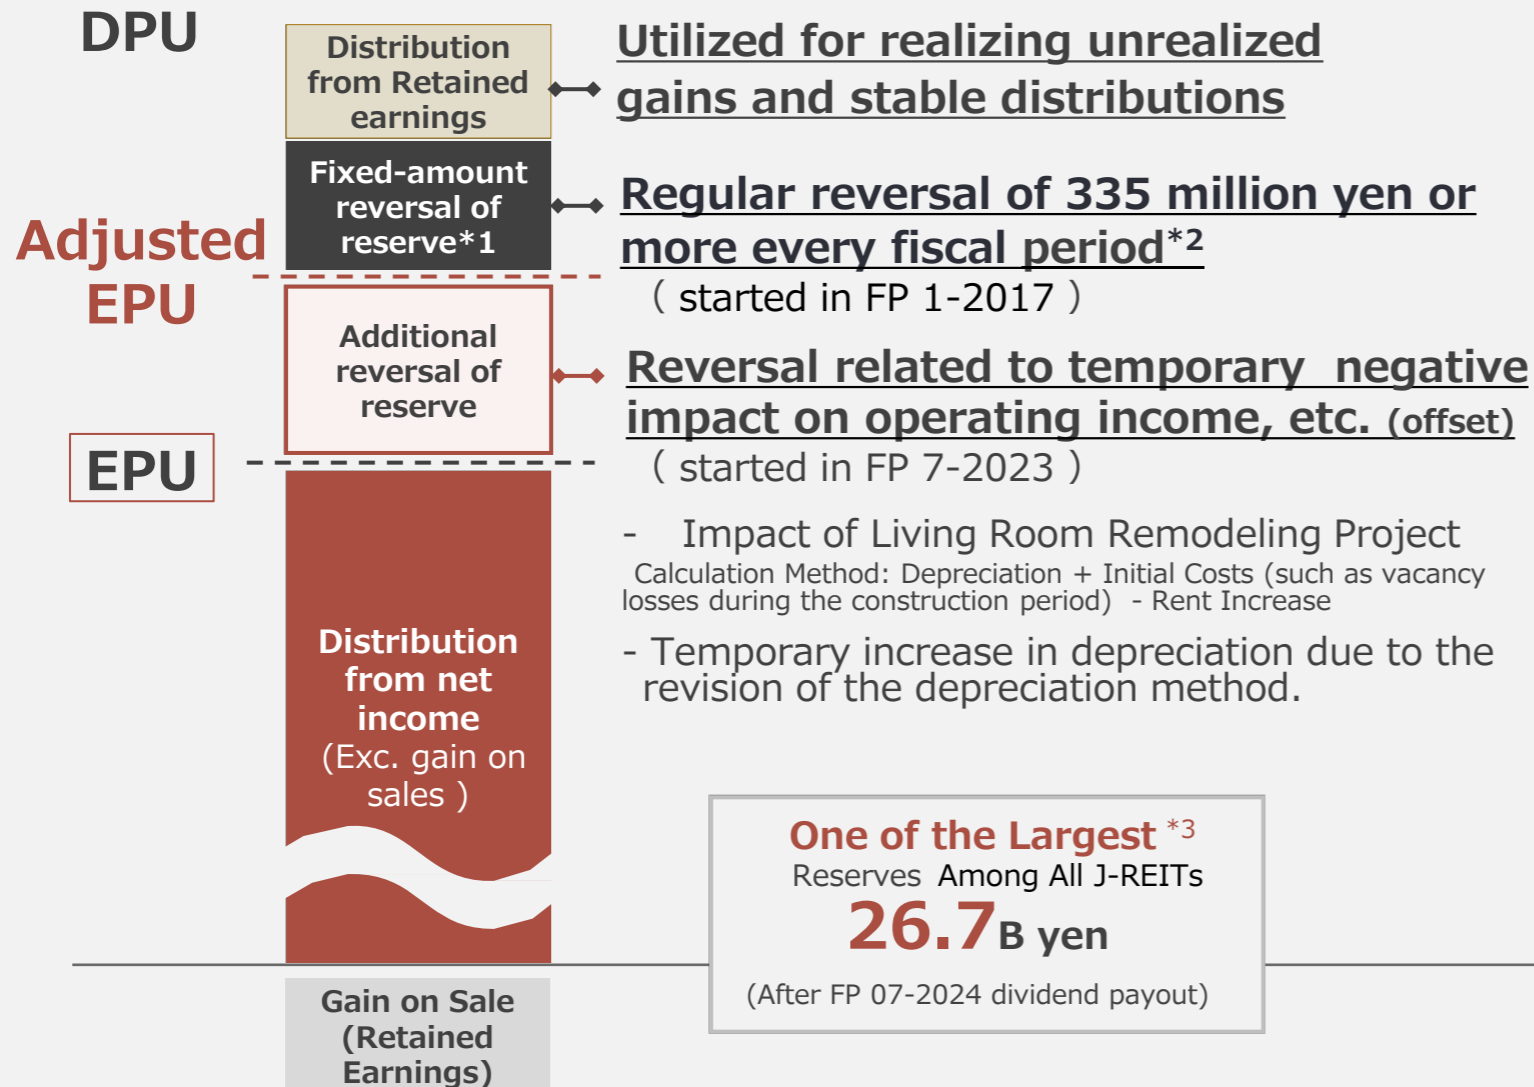 DPU
Distribution
from Retained
earnings
Utilized for realizing unrealized
gains and stable distributions
Fixed-amount
reversal of
reserve*1
Regular reversal of 335 million yen or
more every fiscal period*2
( started in FP 1-2017 )
Adjusted
EPU
Additional
reversal of
reserve
Reversal related to temporary negative
impact on operating income, etc. (offset)
( started in FP 7-2023 )
EPU
- Impact of Living Room Remodeling Project
Calculation Method: Depreciation + Initial Costs (such as vacancy
losses during the construction period) - Rent Increase
- Temporary increase in depreciation due to the
revision of the depreciation method.
Distribution
from net
income
(Exc. gain on
sales )
One of the Largest *3
Reserves Among All J-REITs
26.7B yen
(After FP 07-2024 dividend payout)
Gain on Sale
(Retained
Earnings)